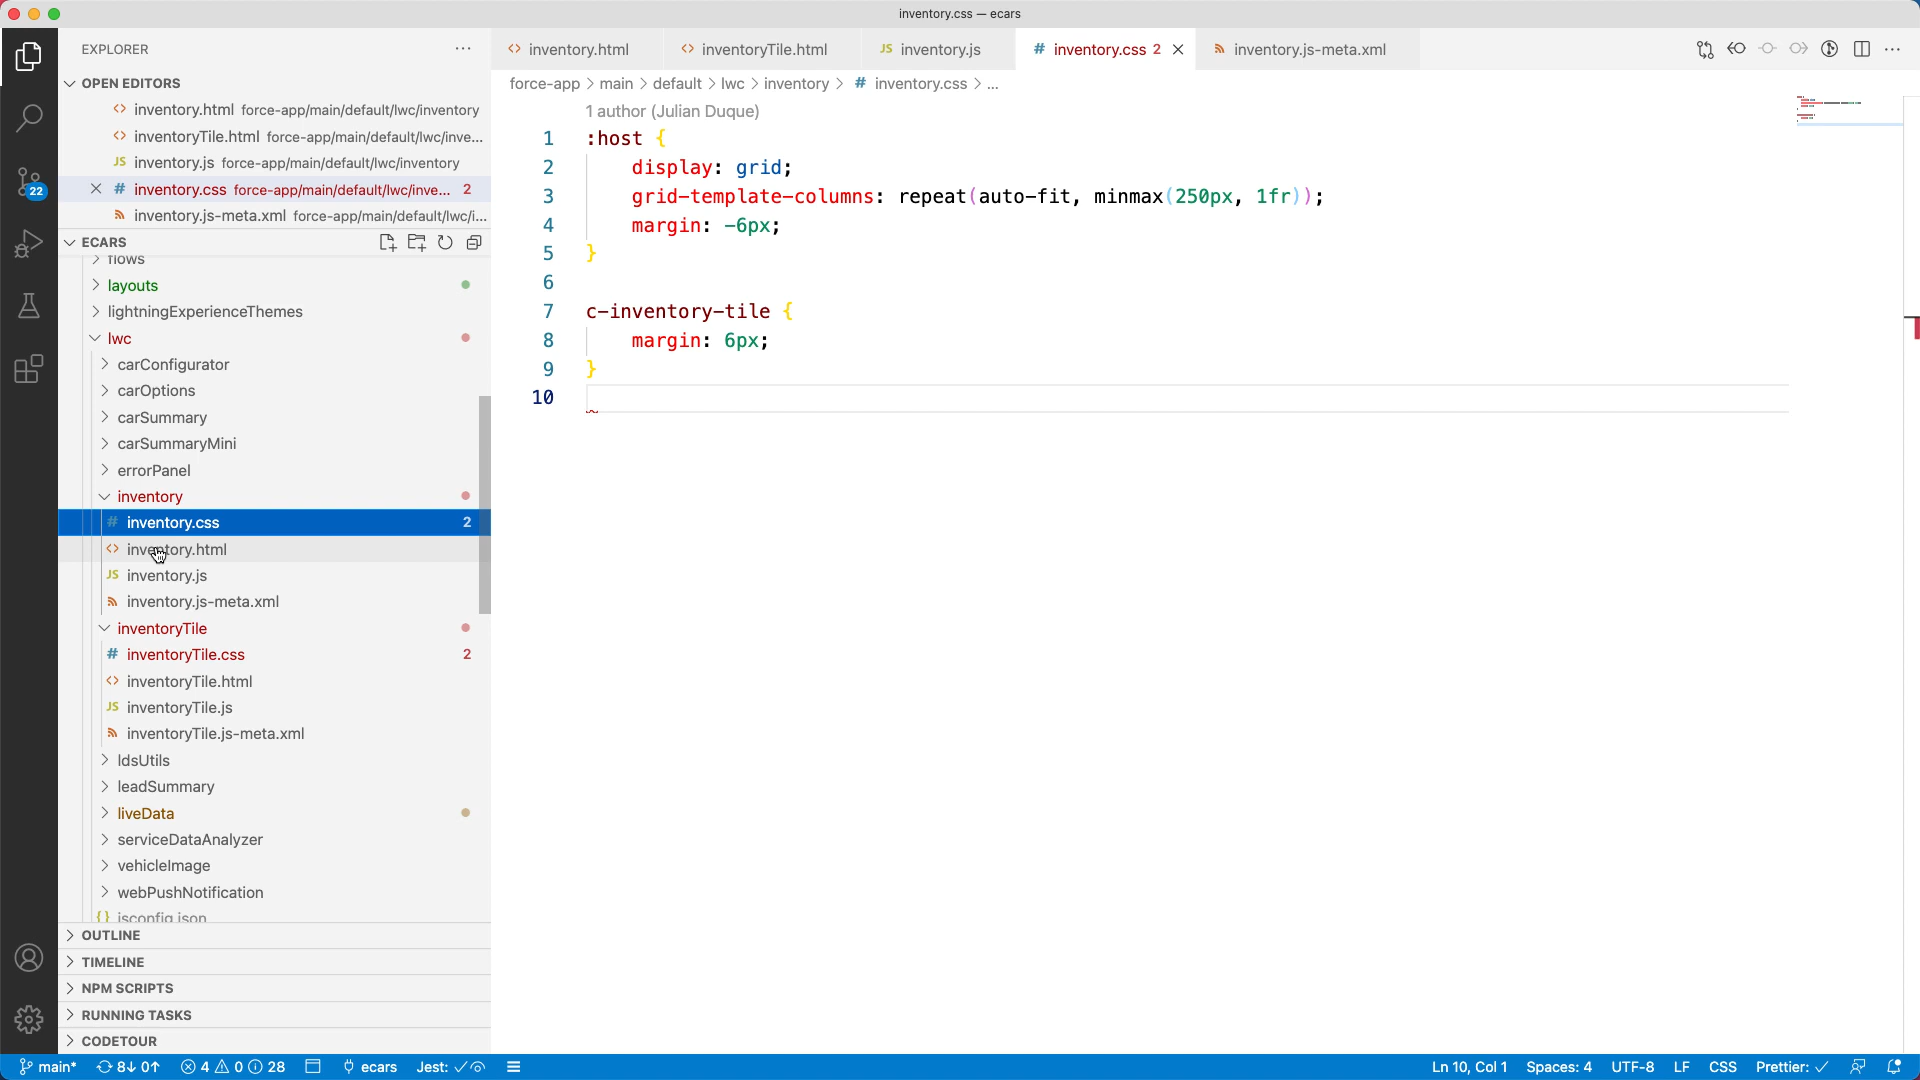 inventory.css — ecars
EXPLORER
OPEN EDITORS
inventory.html force-app/main/default/lwc/inventory
inventoryTile.html force-app/main/default/lwc/inve...
JS inventory.js force-app/main/default/lwc/inventory
# inventory.css force-app/main/default/lwc/inve... 2
inventory.js-meta.xml force-app/main/default/lwc/i...
22
ECARS
flows
layouts
lightningExperienceThemes
lwc
carConfigurator
carOptions
carSummary
carSummaryMini
errorPanel
inventory
# inventory.css 2
<> inventory.html
JS inventory.js
inventory.js-meta.xml
inventoryTile
# inventoryTile.css 2
<> inventoryTile.html
JS inventoryTile.js
inventoryTile.js-meta.xml
ldsUtils
leadSummary
liveData
serviceDataAnalyzer
vehicleImage
webPushNotification
{} jsconfig.json
OUTLINE
TIMELINE
NPM SCRIPTS
RUNNING TASKS
CODETOUR
<> inventory.html
<> inventoryTile.html
JS inventory.js
# inventory.css 2
inventory.js-meta.xml
force-app > main > default > lwc > inventory > # inventory.css > ...
1 author (Julian Duque)
1 :host {
2 display: grid;
3 grid-template-columns: repeat(auto-fit, minmax(250px, 1fr));
4 margin: -6px;
5 }
6
7 c-inventory-tile {
8 margin: 6px;
9 }
10
main* 8↓ 0↑ 4 0 28 ecars Jest: ✓
Ln 10, Col 1 Spaces: 4 UTF-8 LF CSS Prettier: ✓